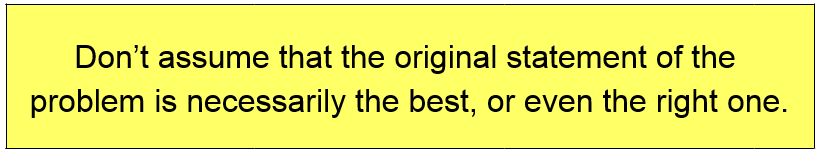 Don’t assume that the original statement of the
problem is necessarily the best, or even the right one.